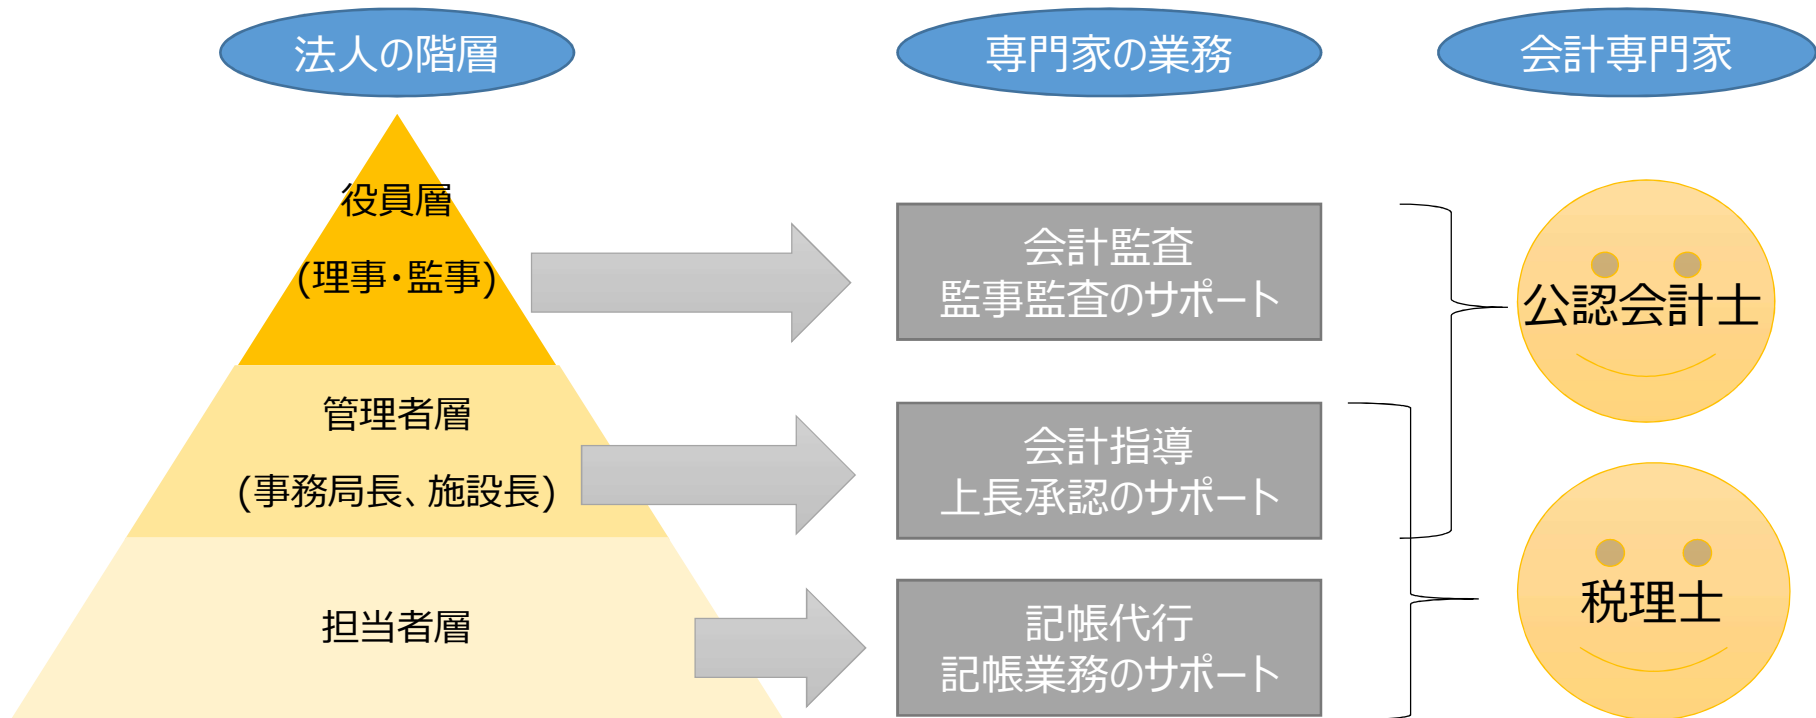 法人の階層
専門家の業務
会計専門家
役員層
(理事・監事)
会計監査
監事監査のサポート
公認会計士
管理者層
(事務局長、施設長)
会計指導
上長承認のサポート
担当者層
記帳代行
記帳業務のサポート
税理士